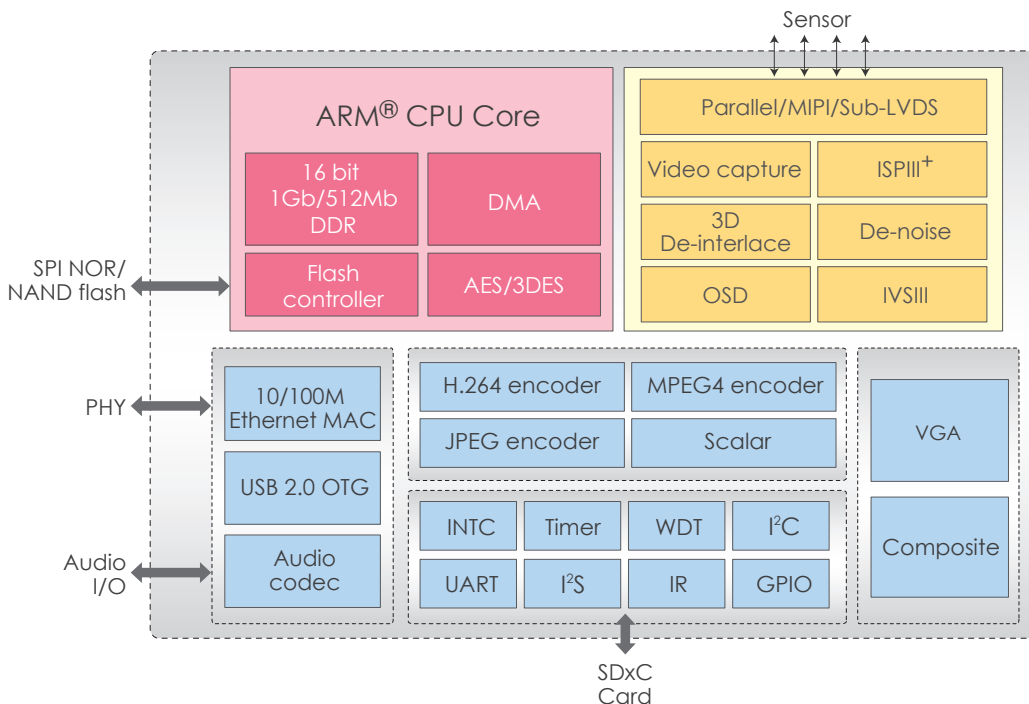 Sensor
ARM® CPU Core
16 bit
1Gb/512Mb
DDR
DMA
Flash
controller
AES/3DES
Parallel/MIPI/Sub-LVDS
Video capture
ISPIII⁺
3D
De-interlace
De-noise
OSD
IVSIII
SPI NOR/
NAND flash
PHY
Audio
I/O
10/100M
Ethernet MAC
USB 2.0 OTG
Audio
codec
H.264 encoder
MPEG4 encoder
JPEG encoder
Scalar
INTC
Timer
WDT
I²C
UART
I²S
IR
GPIO
VGA
Composite
SDxC
Card